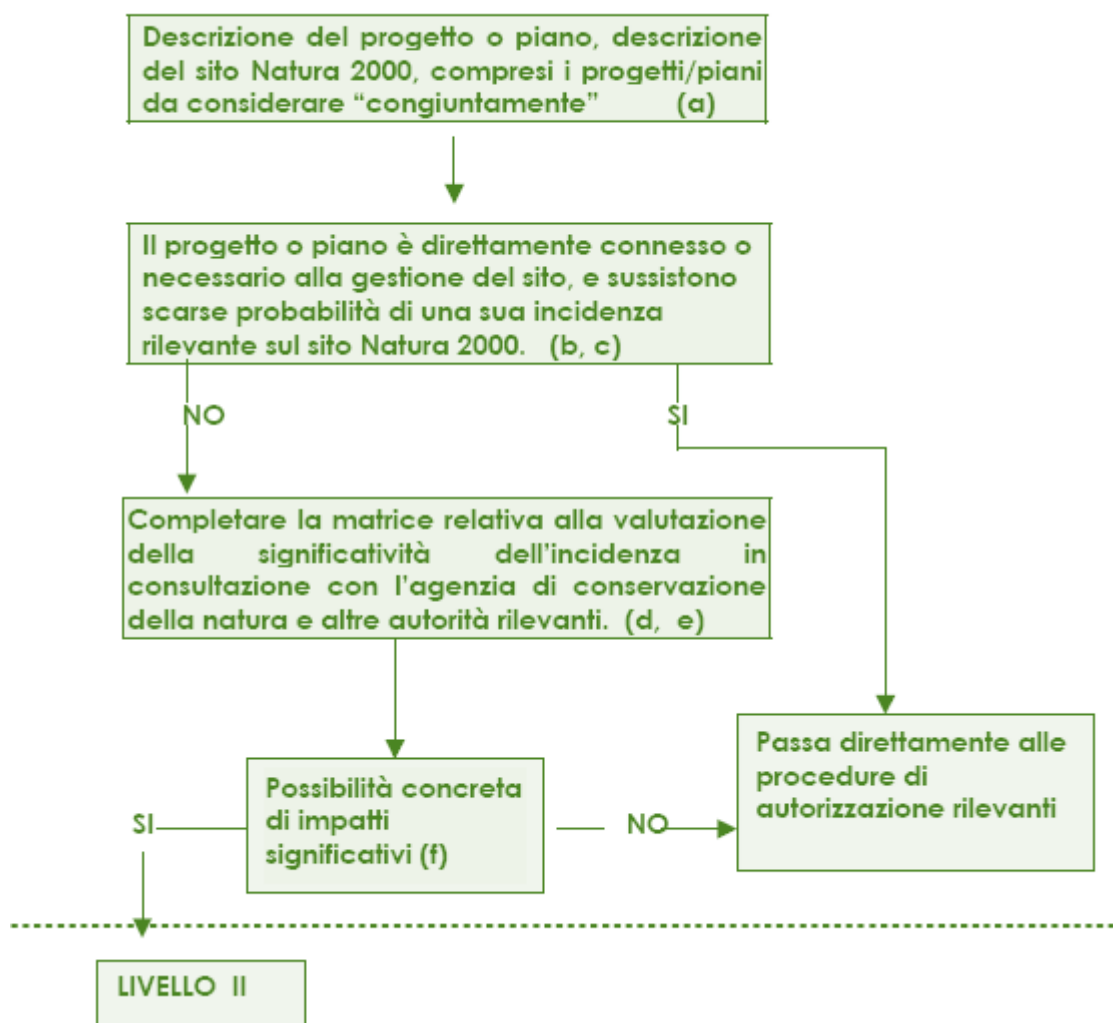 Descrizione del progetto o piano, descrizione
del sito Natura 2000, compresi i progetti/piani
da considerare “congiuntamente” (a)
Il progetto o piano è direttamente connesso o
necessario alla gestione del sito, e sussistono
scarse probabilità di una sua incidenza
rilevante sul sito Natura 2000. (b, c)
NO
SI
Completare la matrice relativa alla valutazione
della significatività dell’incidenza in
consultazione con l’agenzia di conservazione
della natura e altre autorità rilevanti. (d, e)
Passa direttamente alle
procedure di
autorizzazione rilevanti
Possibilità concreta
di impatti
significativi (f)
SI
NO
LIVELLO II